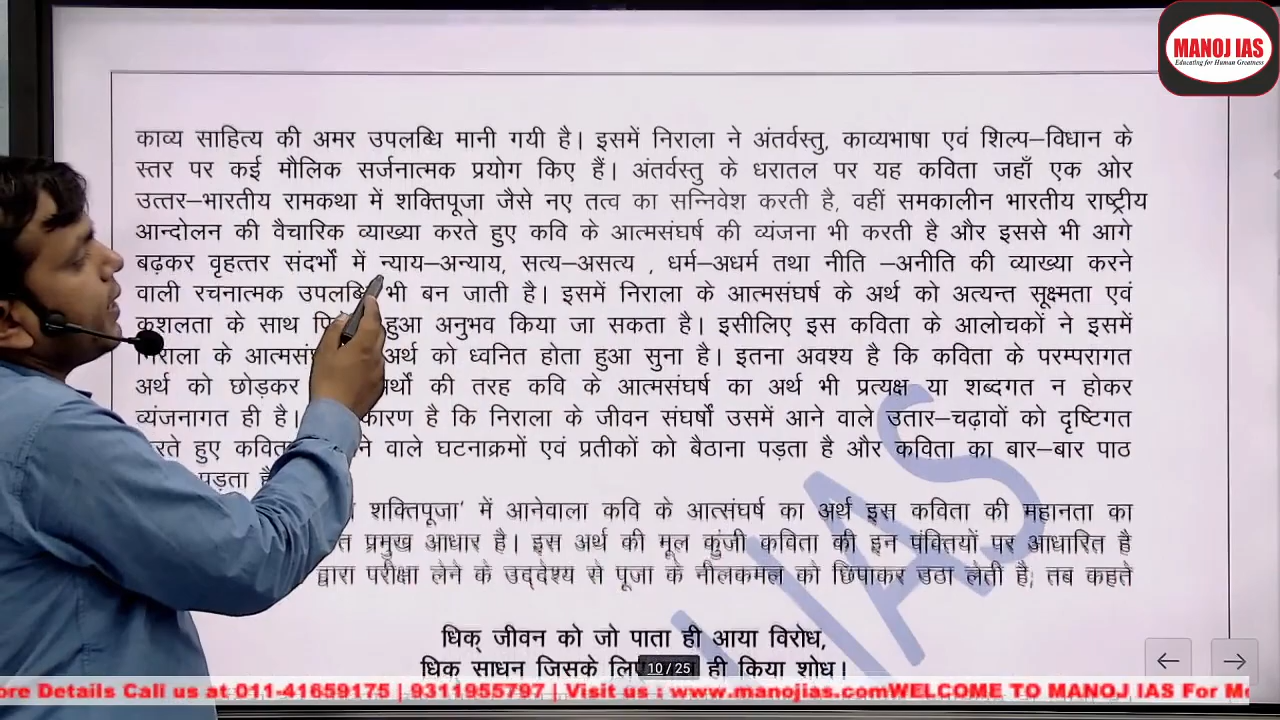 MANOJ IAS
Educating for Human Greatness
काव्य साहित्य की अमर उपलब्धि मानी गयी है। इसमें निराला ने अंतर्वस्तु, काव्यभाषा एवं शिल्प–विधान के
स्तर पर कई मौलिक सर्जनात्मक प्रयोग किए हैं। अंतर्वस्तु के धरातल पर यह कविता जहाँ एक ओर
उत्तर–भारतीय रामकथा में शक्तिपूजा जैसे नए तत्व का सन्निवेश करती है, वहीं समकालीन भारतीय राष्ट्रीय
आन्दोलन की वैचारिक व्याख्या करते हुए कवि के आत्मसंघर्ष की व्यंजना भी करती है और इससे भी आगे
बढ़कर वृहत्तर संदर्भों में न्याय–अन्याय, सत्य–असत्य , धर्म–अधर्म तथा नीति –अनीति की व्याख्या करने
वाली रचनात्मक भी बन जाती है। इसमें निराला के आत्मसंघर्ष के अर्थ को अत्यन्त सूक्ष्मता एवं
कुशलता के साथ हुआ अनुभव किया जा सकता है। इसीलिए इस कविता के आलोचकों ने इसमें
के अर्थ को ध्वनित होता हुआ सुना है। इतना अवश्य है कि कविता के परम्परागत
अर्थ को छोड़कर की तरह कवि के आत्मसंघर्ष का अर्थ भी प्रत्यक्ष या शब्दगत न होकर
व्यंजनागत ही है। कारण है कि निराला के जीवन संघर्षों उसमें आने वाले उतार–चढ़ावों को दृष्टिगत
हुए वाले घटनाक्रमों एवं प्रतीकों को बैठाना पड़ता है और कविता का बार–बार पाठ
पड़ता
शक्तिपूजा' में आनेवाला कवि के आत्संघर्ष का अर्थ इस कविता की महानता का
प्रमुख आधार है। इस अर्थ की मूल कुंजी कविता की इन पंक्तियों पर आधारित है
द्वारा परीक्षा लेने के उद्देश्य से पूजा के नीलकमल को छिपाकर उठा लेती है, तब कहते
धिक् जीवन को जो पाता ही आया विरोध,
धिक् साधन जिसके ही किया शोध।
10 / 25
IAS
ore Details Call us at 011-41659175 | 9311955797 | Visit us : www.manojias.comWELCOME TO MANOJ IAS For Mo